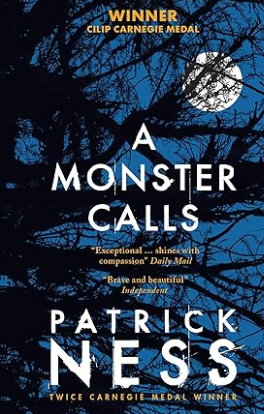 WINNER
CILIP CARNEGIE MEDAL
A
MONSTER
CALLS
"Exceptional ... shines with
compassion" Daily Mail
"Brave and beautiful"
Independent
PATRICK
NESS
TWICE CARNEGIE MEDAL WINNER